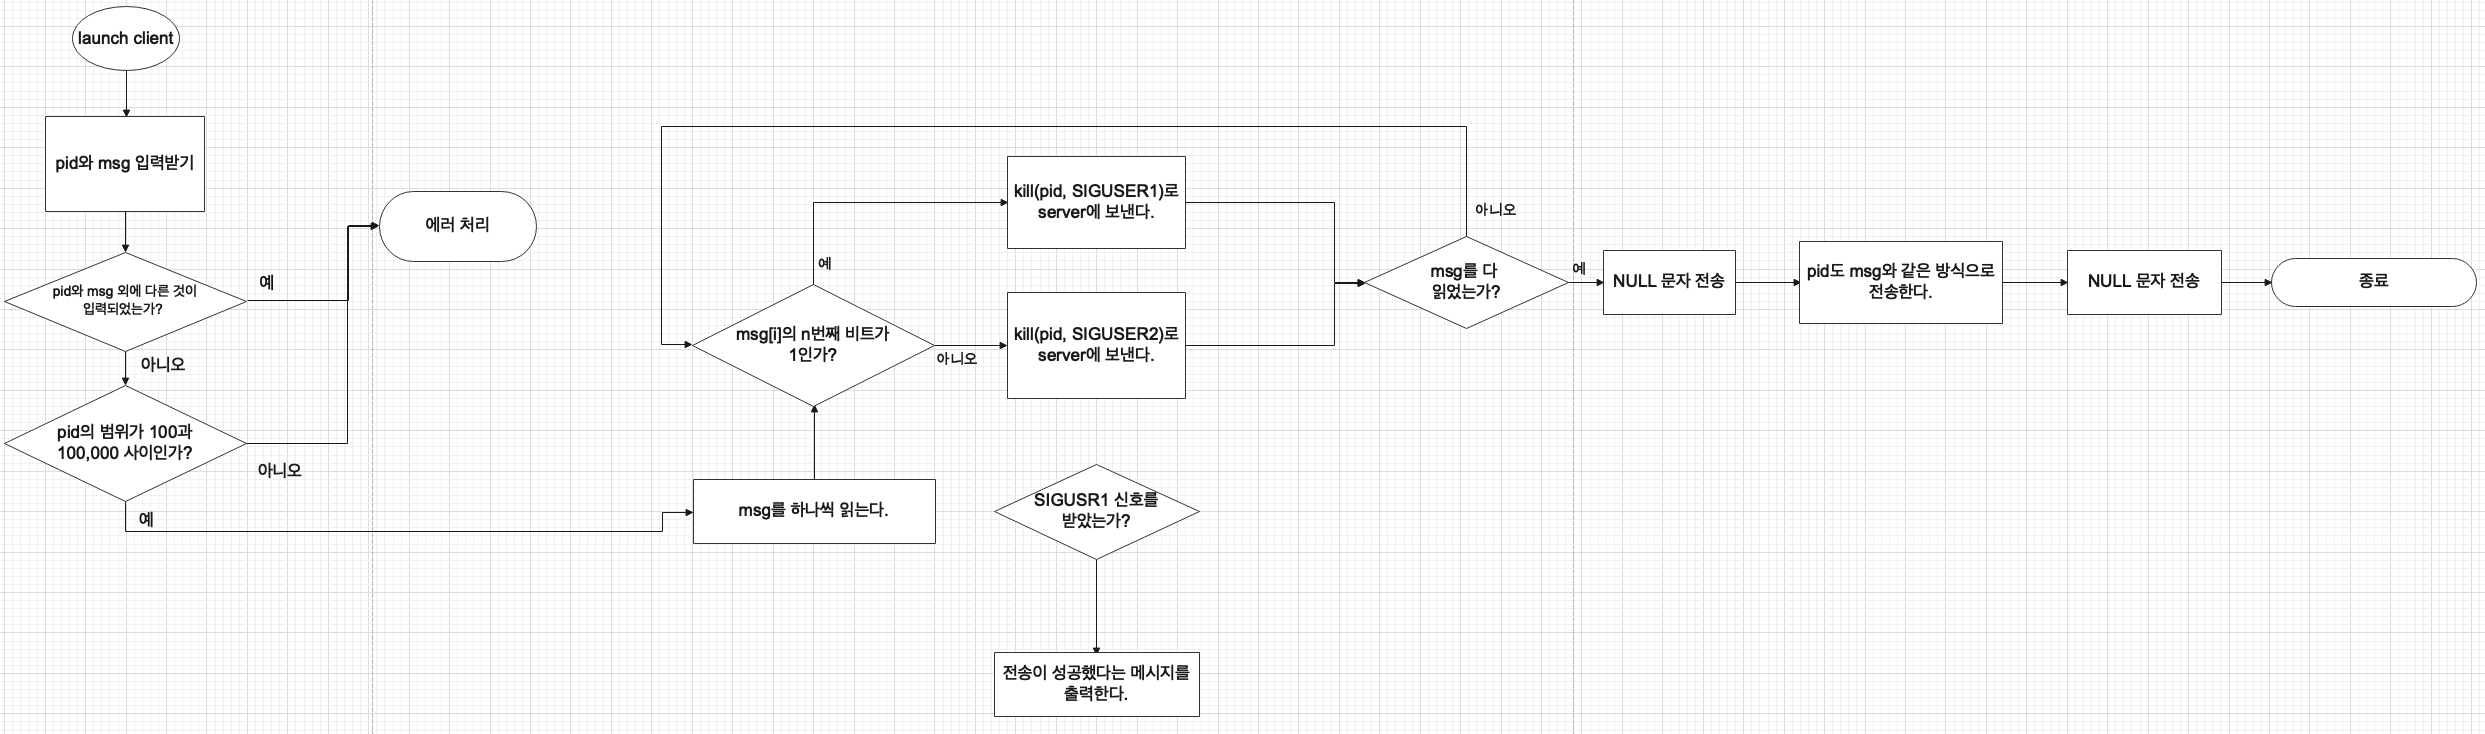 launch client
pid와 msg 입력받기
pid와 msg 외에 다른 것이
입력되었는가?
예
아니오
에러 처리
pid의 범위가 100과
100,000 사이인가?
아니오
예
msg를 하나씩 읽는다.
msg[i]의 n번째 비트가
1인가?
예
아니오
kill(pid, SIGUSER1)로
server에 보낸다.
kill(pid, SIGUSER2)로
server에 보낸다.
msg를 다
읽었는가?
아니오
예
NULL 문자 전송
pid도 msg와 같은 방식으로
전송한다.
NULL 문자 전송
종료
SIGUSR1 신호를
받았는가?
전송이 성공했다는 메시지를
출력한다.